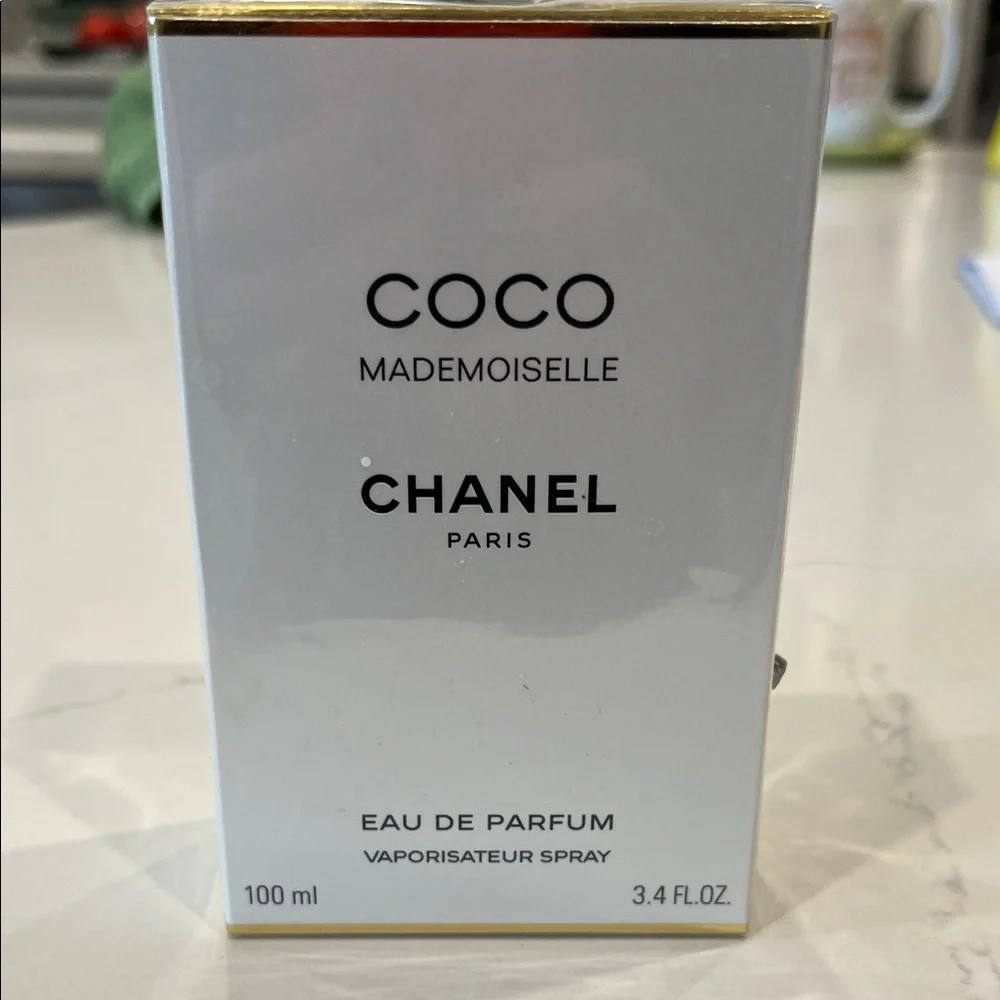 COCO
MADEMOISELLE
CHANEL
PARIS
EAU DE PARFUM
VAPORISATEUR SPRAY
100 ml 3.4 FL.OZ.